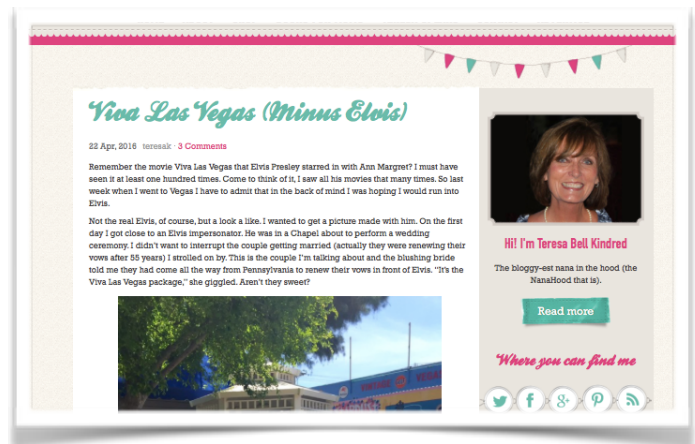 Viva Las Vegas (Minus Elvis)
22 Apr, 2016 teresak · 3 Comments
Remember the movie Viva Las Vegas that Elvis Presley starred in with Ann Margret? I must have
seen it at least one hundred times. Come to think of it, I saw all his movies that many times. So last
week when I went to Vegas I have to admit that in the back of mind I was hoping I would run into
Elvis.
Not the real Elvis, of course, but a look a like. I wanted to get a picture made with him. On the first
day I got close to an Elvis impersonator. He was in a Chapel about to perform a wedding
ceremony. I didn't want to interrupt the couple getting married (actually they were renewing their
vows after 55 years) I strolled on by. This is the couple I'm talking about and the blushing bride
told me they had come all the way from Pennsylvania to renew their vows in front of Elvis. "It's the
Viva Las Vegas package," she giggled. Aren't they sweet?
Hi! I'm Teresa Bell Kindred
The bloggy-est nana in the hood (the
NanaHood that is).
Read more
Where you can find me